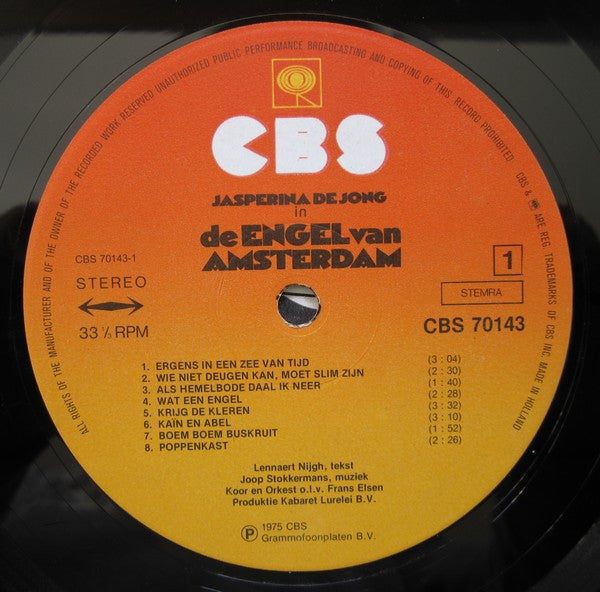 ALL RIGHTS OF THE MANUFACTURER AND OF THE OWNER OF THE RECORDED WORK RESERVED UNAUTHORIZED PUBLIC PERFORMANCE BROADCASTING AND COPYING OF THIS RECORD PROHIBITED
CBS & ARE REG. TRADEMARKS OF CBS INC. MADE IN HOLLAND
CBS
JASPERINA DE JONG
in
de ENGEL van
AMSTERDAM
CBS 70143-1
STEREO
33⅓ RPM
1
STEMRA
CBS 70143
1. ERGENS IN EEN ZEE VAN TIJD (3 : 04)
2. WIE NIET DEUGEN KAN, MOET SLIM ZIJN (2 : 30)
3. ALS HEMELBODE DAAL IK NEER (1 : 40)
4. WAT EEN ENGEL (2 : 28)
5. KRIJG DE KLEREN (3 : 32)
6. KAÏN EN ABEL (3 : 10)
7. BOEM BOEM BUSKRUIT (1 : 52)
8. POPPENKAST (2 : 26)
Lennaert Nijgh, tekst
Joop Stokkermans, muziek
Koor en Orkest o.l.v. Frans Elsen
Produktie Kabaret Lurelei B.V.
℗ 1975 CBS
Grammofoonplaten B.V.